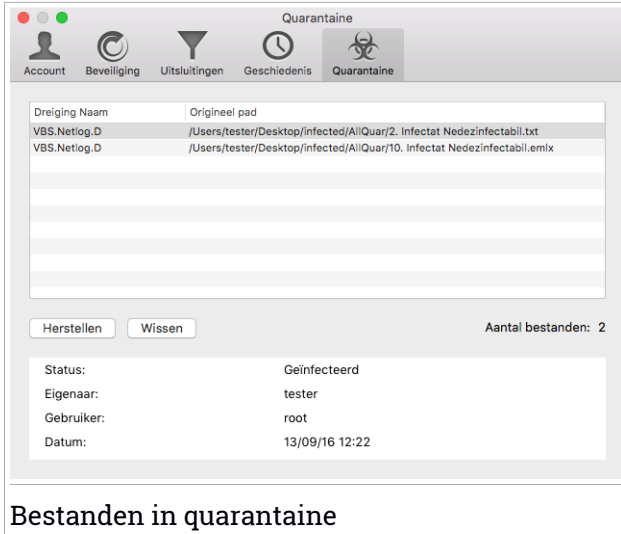 Quarantaine
Account Beveiliging Uitsluitingen Geschiedenis Quarantaine
Dreiging Naam Origineel pad
VBS.Netlog.D /Users/tester/Desktop/infected/AllQuar/2. Infectat Nedezinfectabil.txt
VBS.Netlog.D /Users/tester/Desktop/infected/AllQuar/10. Infectat Nedezinfectabil.emlx
Herstellen Wissen Aantal bestanden: 2
Status: Geïnfecteerd
Eigenaar: tester
Gebruiker: root
Datum: 13/09/16 12:22
Bestanden in quarantaine